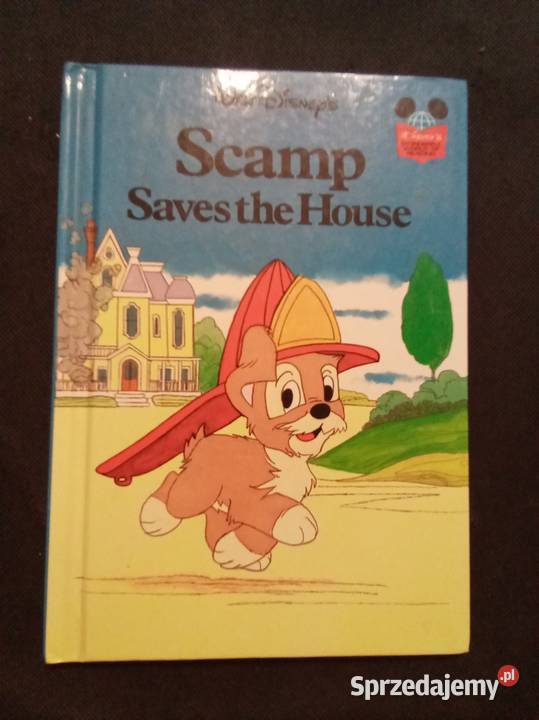 Walt Disney's
Scamp
Saves the House
Sprzedajemy.pl